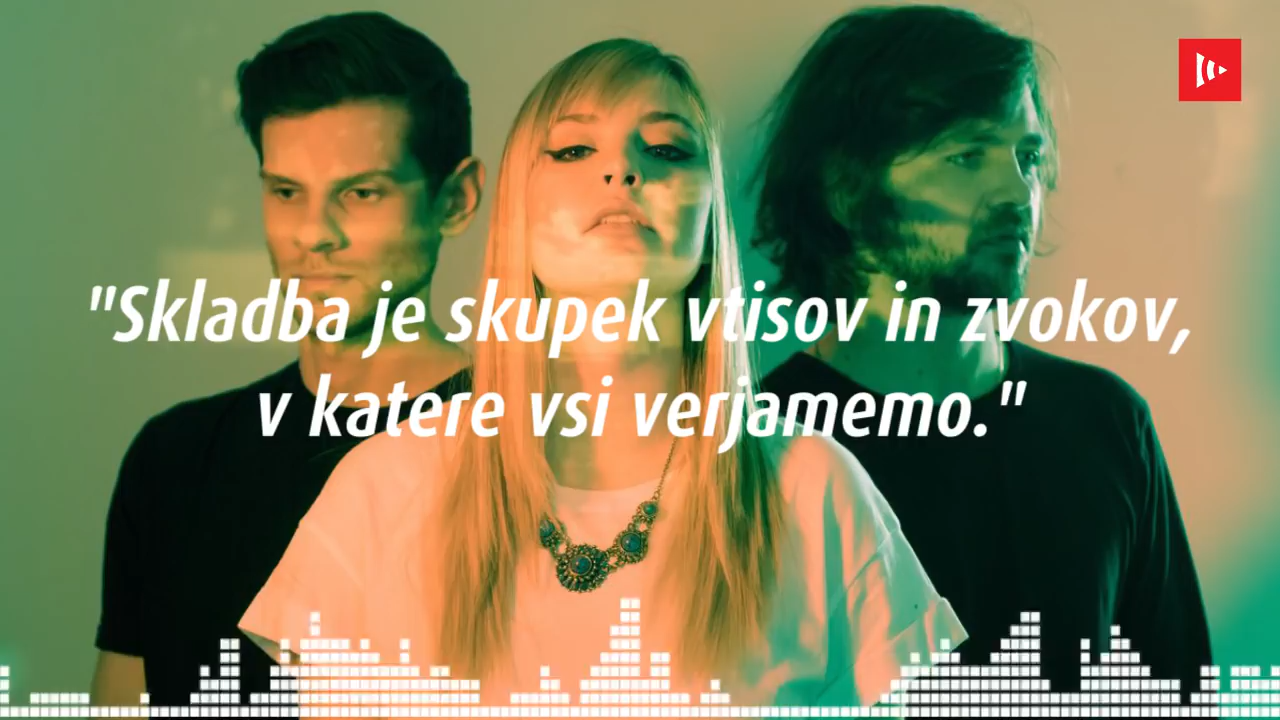 "Skladba je skupek vtisov in zvokov,
v katere vsi verjamemo."